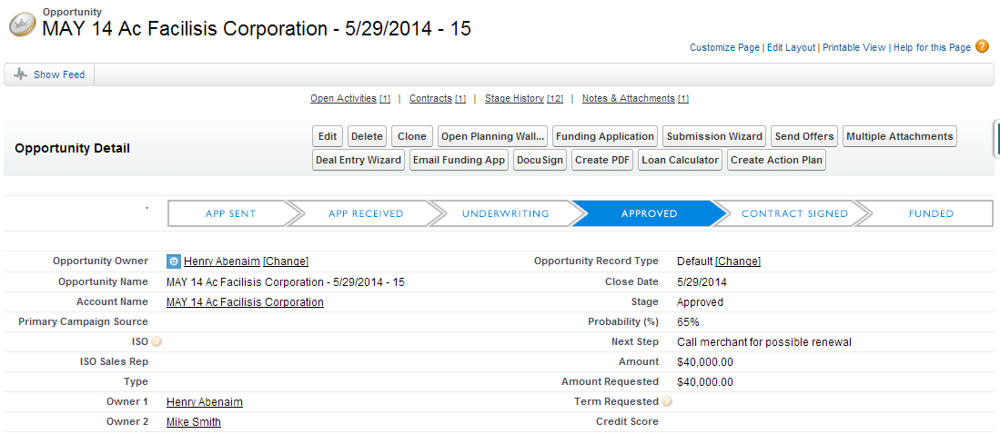 Opportunity
MAY 14 Ac Facilisis Corporation - 5/29/2014 - 15
Customize Page | Edit Layout | Printable View | Help for this Page ?
Show Feed
Open Activities [1] | Contracts [1] | Stage History [12] | Notes & Attachments [1]
Opportunity Detail
Edit Delete Clone Open Planning Wall... Funding Application Submission Wizard Send Offers Multiple Attachments
Deal Entry Wizard Email Funding App DocuSign Create PDF Loan Calculator Create Action Plan
. APP SENT APP RECEIVED UNDERWRITING APPROVED CONTRACT SIGNED FUNDED
Opportunity Owner Henry Abenaim [Change] Opportunity Record Type Default [Change]
Opportunity Name MAY 14 Ac Facilisis Corporation - 5/29/2014 - 15 Close Date 5/29/2014
Account Name MAY 14 Ac Facilisis Corporation Stage Approved
Primary Campaign Source Probability (%) 65%
ISO ? Next Step Call merchant for possible renewal
ISO Sales Rep Amount $40,000.00
Type Amount Requested $40,000.00
Owner 1 Henry Abenaim Term Requested ?
Owner 2 Mike Smith Credit Score